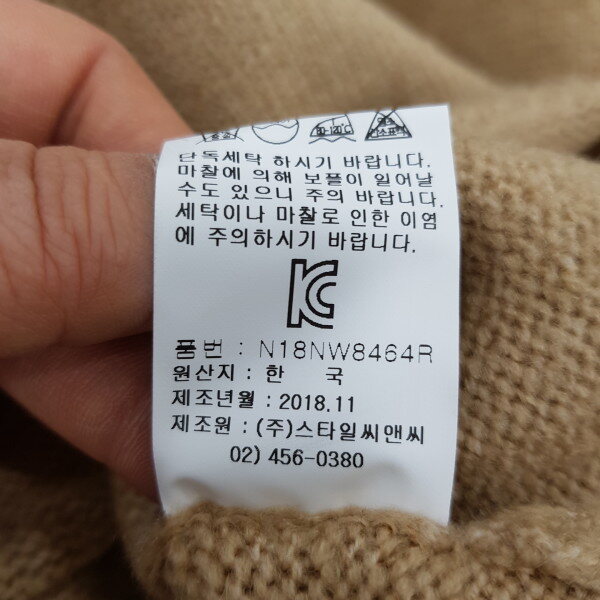 80~120℃
단독세탁 하시기 바랍니다.
마찰에 의해 보플이 일어날
수도 있으니 주의 바랍니다.
세탁이나 마찰로 인한 이염
에 주의하시기 바랍니다.
KC
품번 : N18NW8464R
원산지 : 한 국
제조년월 : 2018.11
제조원 : (주)스타일씨앤씨
02) 456-0380